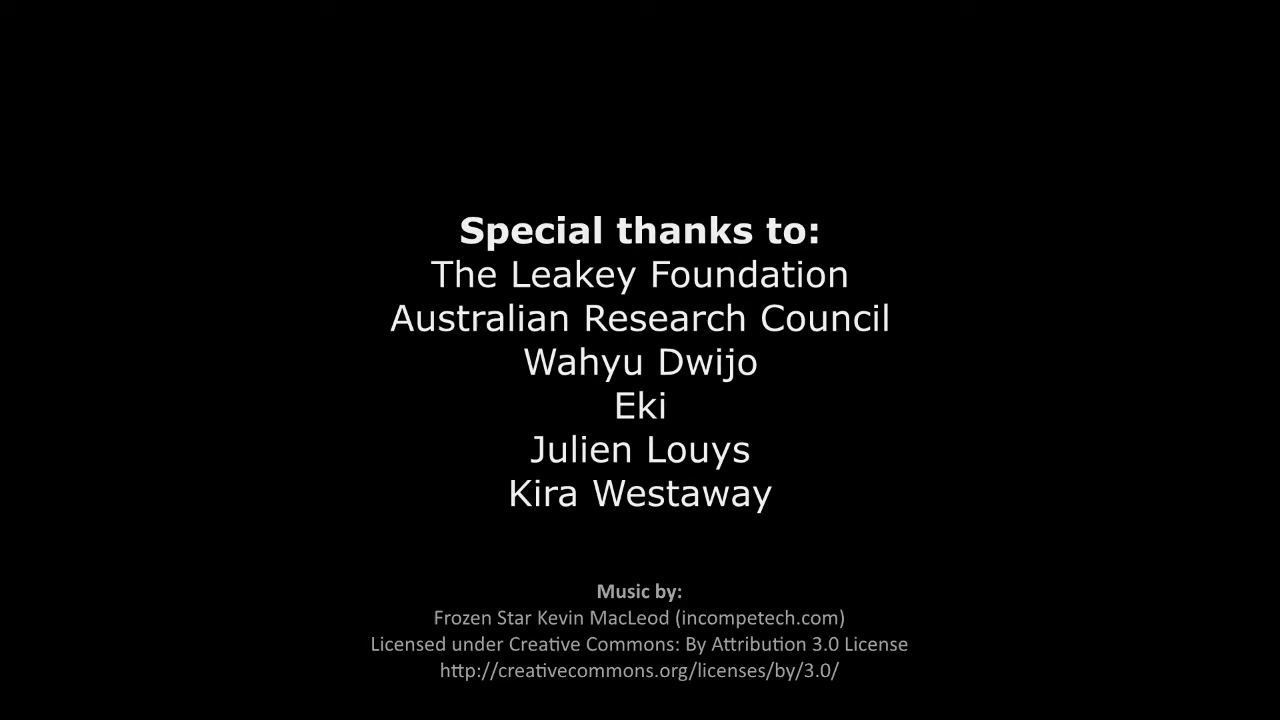 Special thanks to:
The Leakey Foundation
Australian Research Council
Wahyu Dwijo
Eki
Julien Louys
Kira Westaway
Music by:
Frozen Star Kevin MacLeod (incompetech.com)
Licensed under Creative Commons: By Attribution 3.0 License
http://creativecommons.org/licenses/by/3.0/